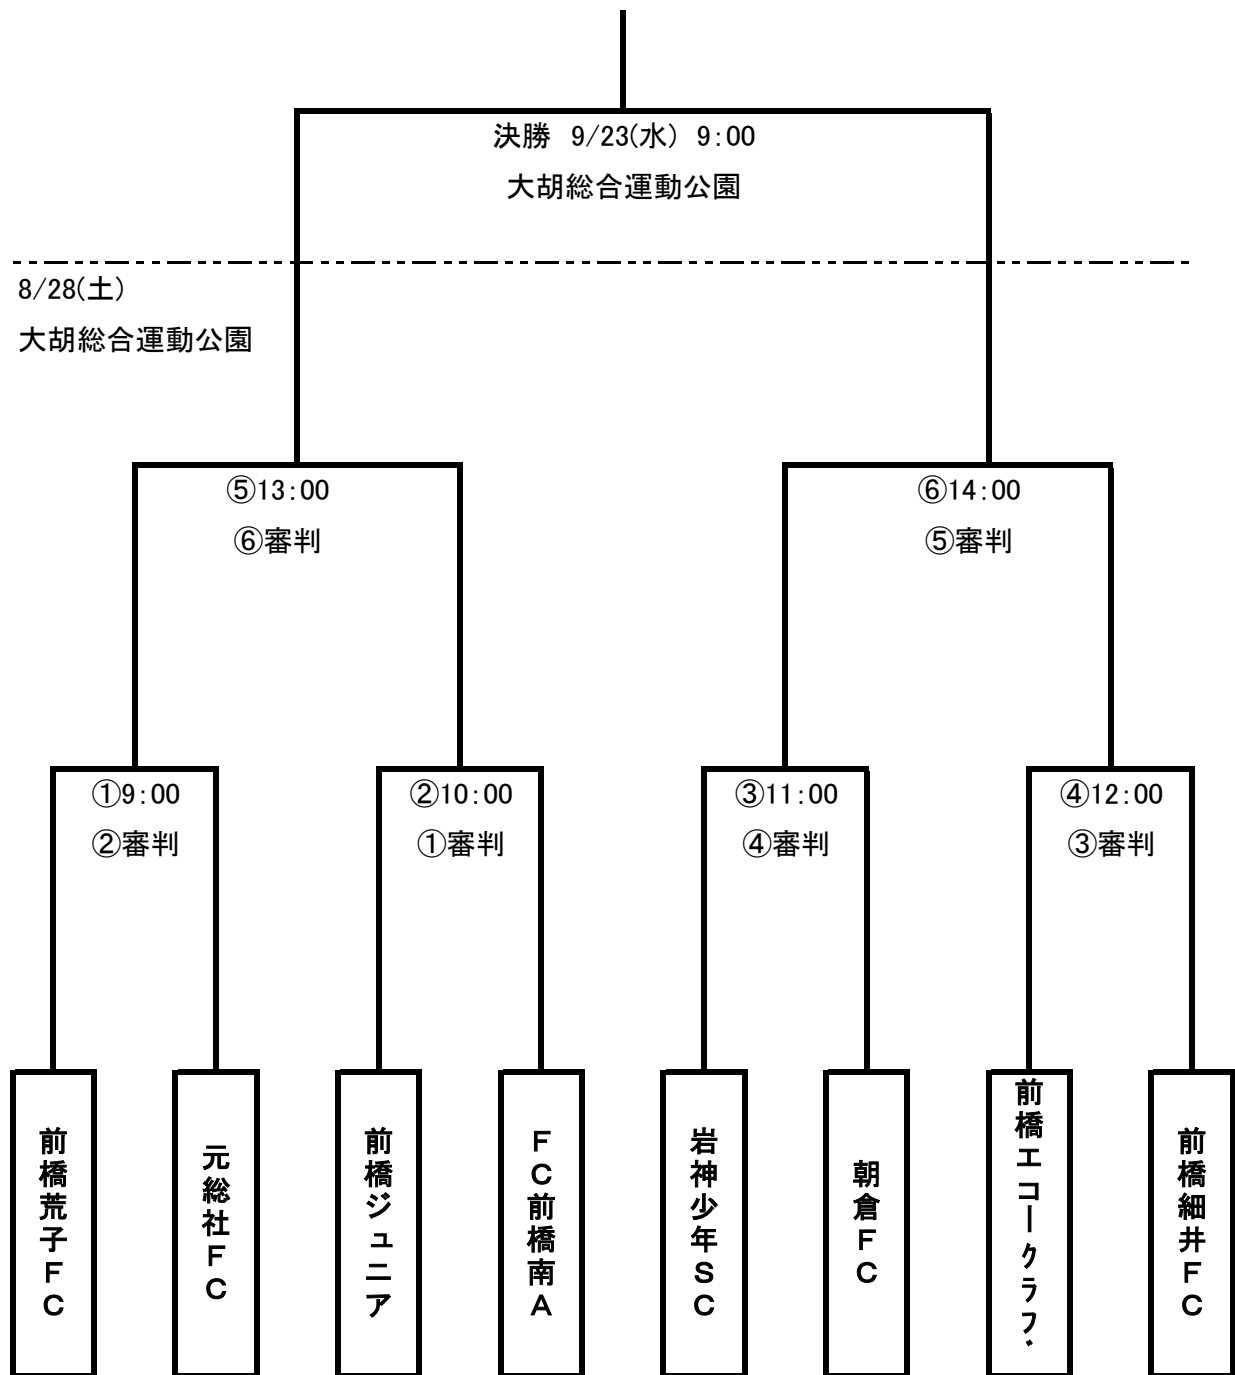 決勝 9/23(水) 9:00
大胡総合運動公園
8/28(土)
大胡総合運動公園
⑤13:00
⑥審判
⑥14:00
⑤審判
①9:00
②審判
②10:00
①審判
③11:00
④審判
④12:00
③審判
前橋荒子FC
元総社FC
前橋ジュニア
FC前橋南A
岩神少年SC
朝倉FC
前橋エコークラブ
前橋細井FC